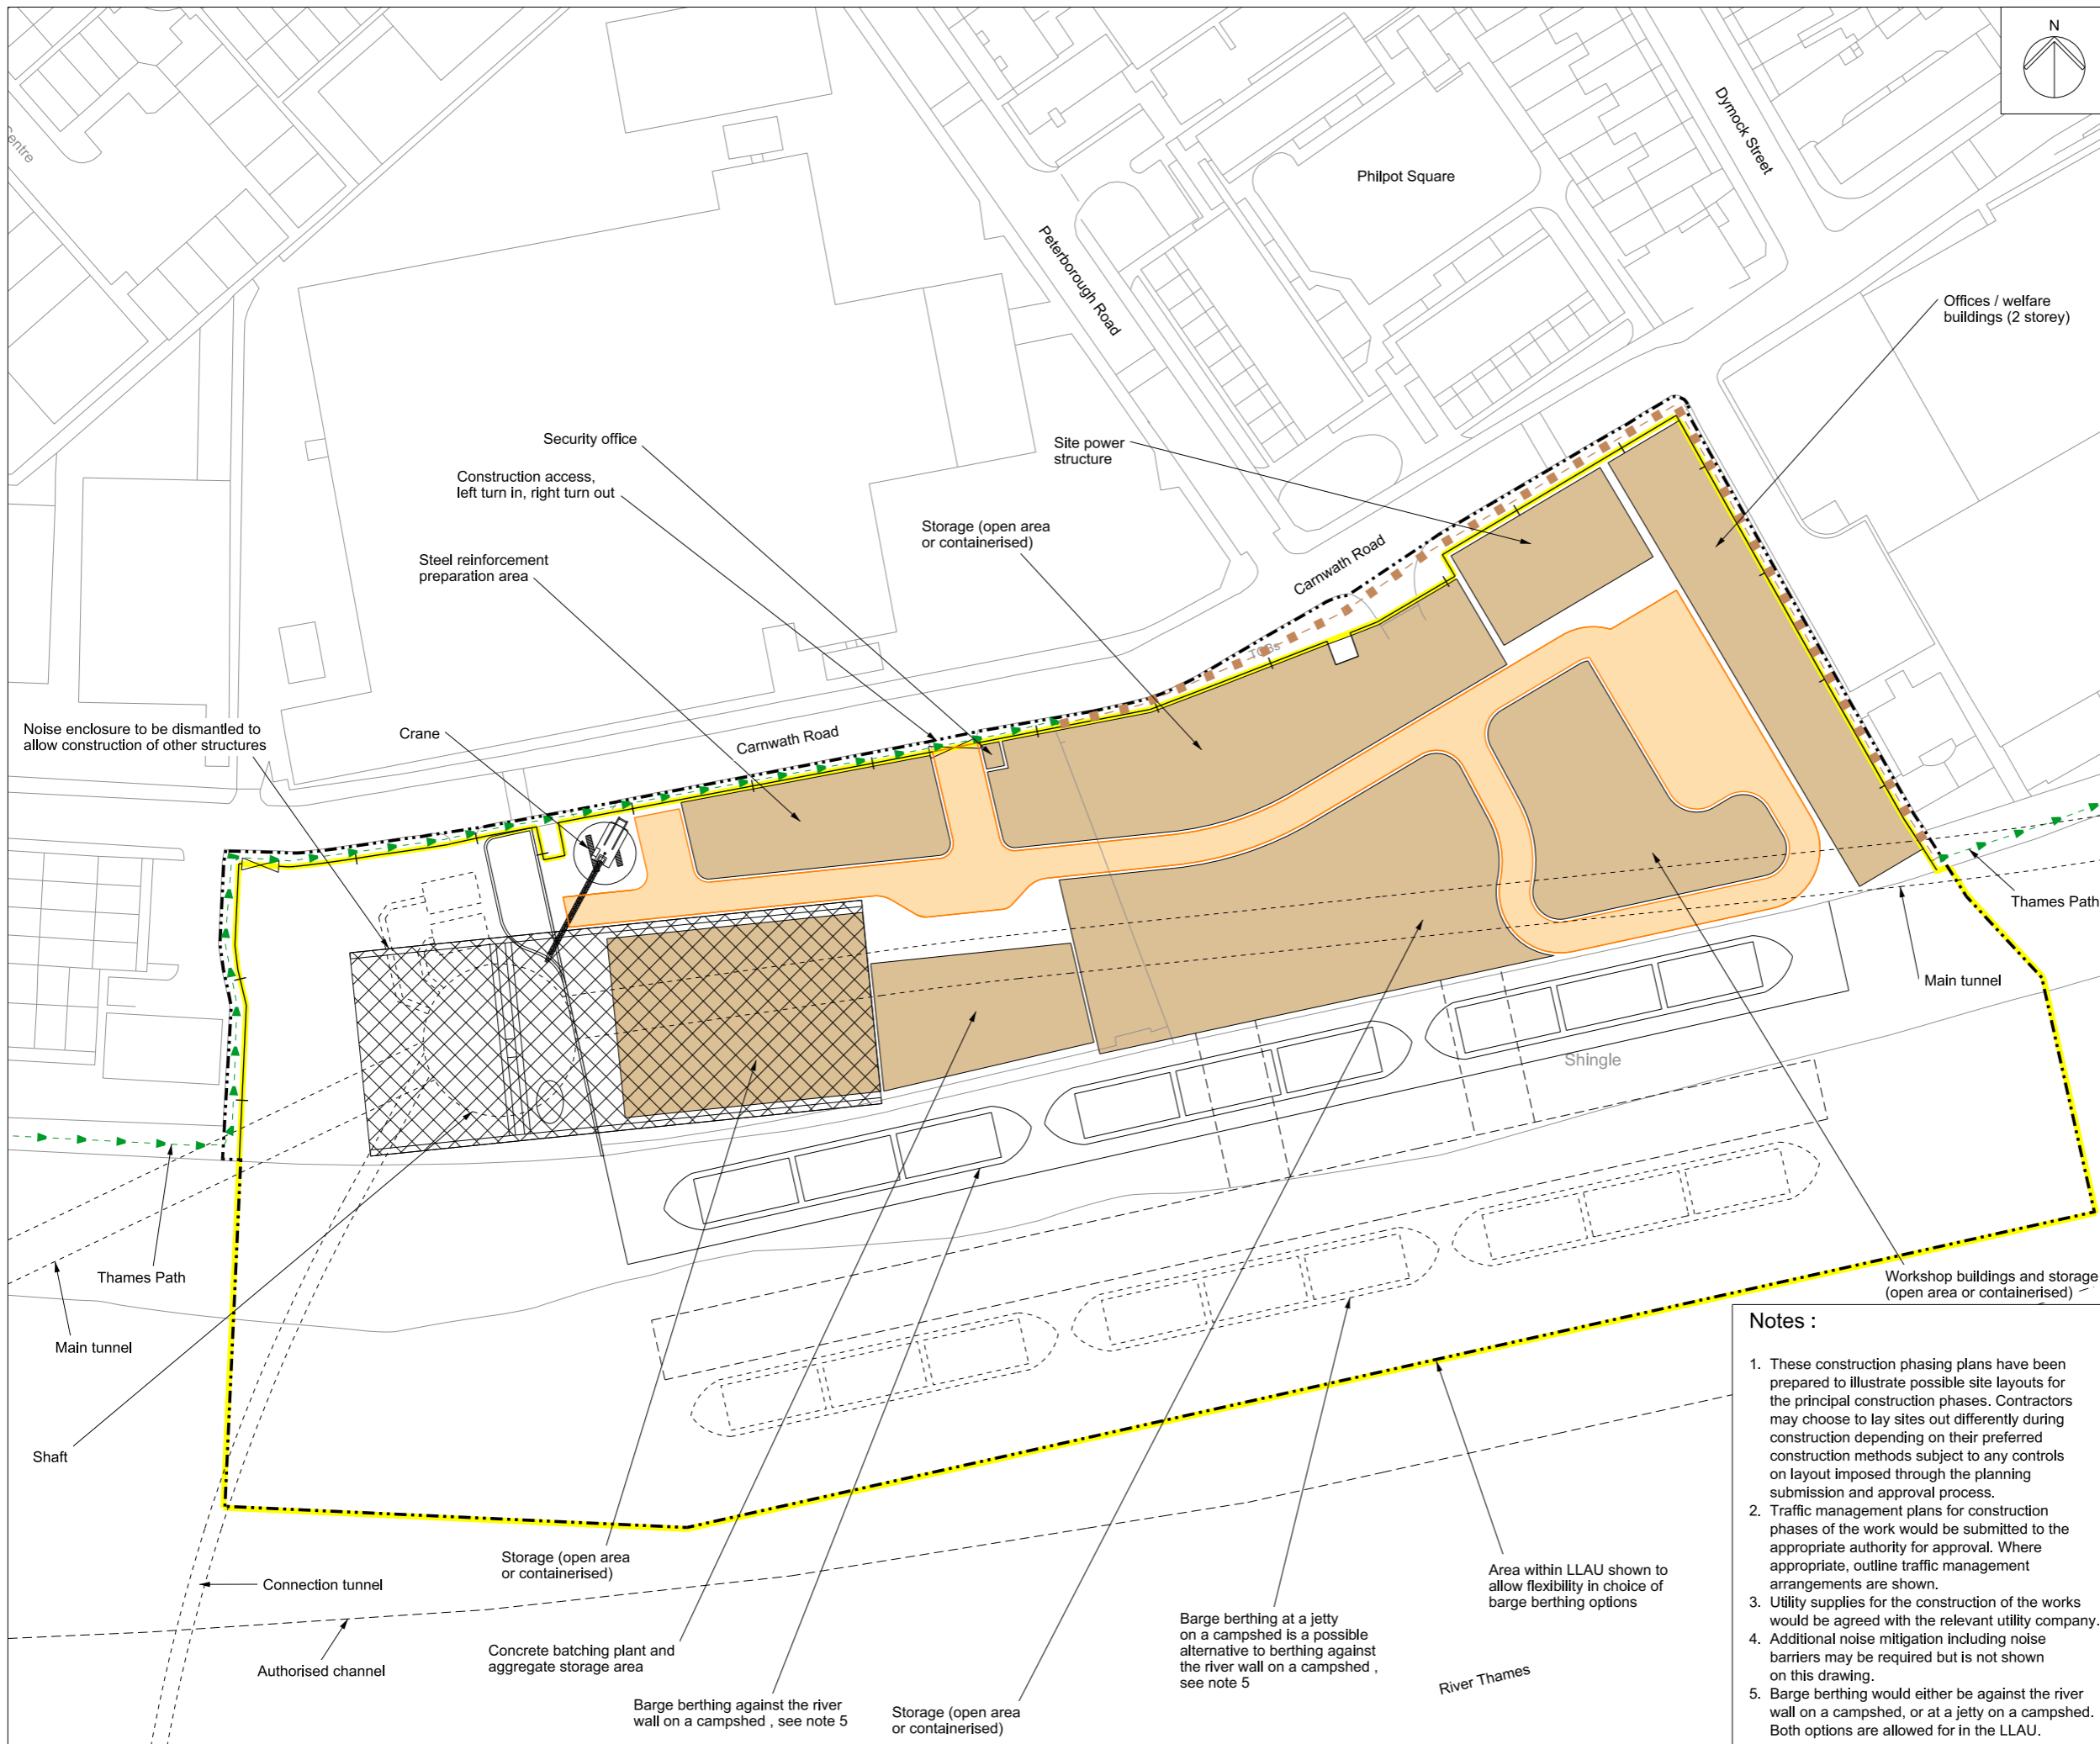 N
Centre
Dymock Street
Philpot Square
Peterborough Road
Offices / welfare
buildings (2 storey)
Security office
Site power
structure
Construction access,
left turn in, right turn out
Storage (open area
or containerised)
Steel reinforcement
preparation area
Carnwath Road
TCBs
Noise enclosure to be dismantled to
allow construction of other structures
Crane
Carnwath Road
Thames Path
Main tunnel
Shingle
Thames Path
Workshop buildings and storage
(open area or containerised)
Main tunnel
Shaft
Storage (open area
or containerised)
Connection tunnel
Area within LLAU shown to
allow flexibility in choice of
barge berthing options
Barge berthing at a jetty
on a campshed is a possible
alternative to berthing against
the river wall on a campshed ,
see note 5
Concrete batching plant and
aggregate storage area
Authorised channel
River Thames
Barge berthing against the river
wall on a campshed , see note 5
Storage (open area
or containerised)
Notes :
1. These construction phasing plans have been
prepared to illustrate possible site layouts for
the principal construction phases. Contractors
may choose to lay sites out differently during
construction depending on their preferred
construction methods subject to any controls
on layout imposed through the planning
submission and approval process.
2. Traffic management plans for construction
phases of the work would be submitted to the
appropriate authority for approval. Where
appropriate, outline traffic management
arrangements are shown.
3. Utility supplies for the construction of the works
would be agreed with the relevant utility company.
4. Additional noise mitigation including noise
barriers may be required but is not shown
on this drawing.
5. Barge berthing would either be against the river
wall on a campshed, or at a jetty on a campshed.
Both options are allowed for in the LLAU.